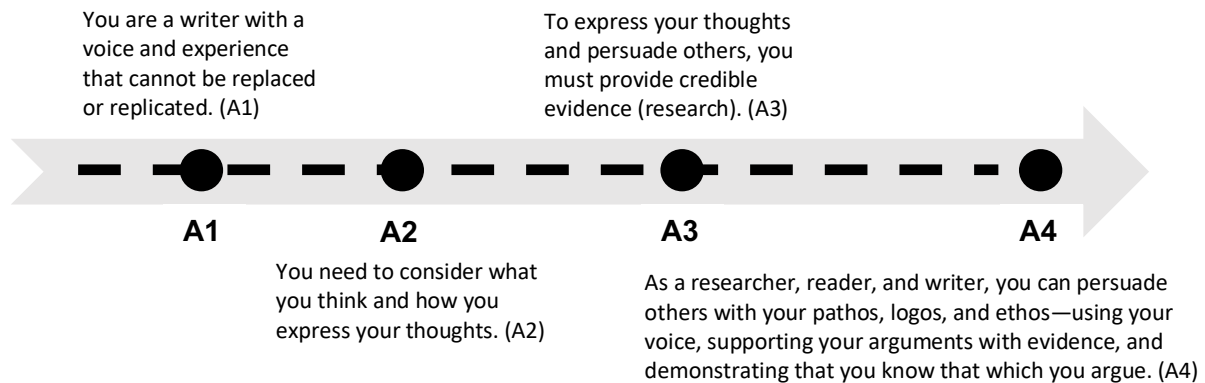 You are a writer with a
voice and experience
that cannot be replaced
or replicated. (A1)
To express your thoughts
and persuade others, you
must provide credible
evidence (research). (A3)
A1
A2
A3
A4
You need to consider what
you think and how you
express your thoughts. (A2)
As a researcher, reader, and writer, you can persuade
others with your pathos, logos, and ethos—using your
voice, supporting your arguments with evidence, and
demonstrating that you know that which you argue. (A4)